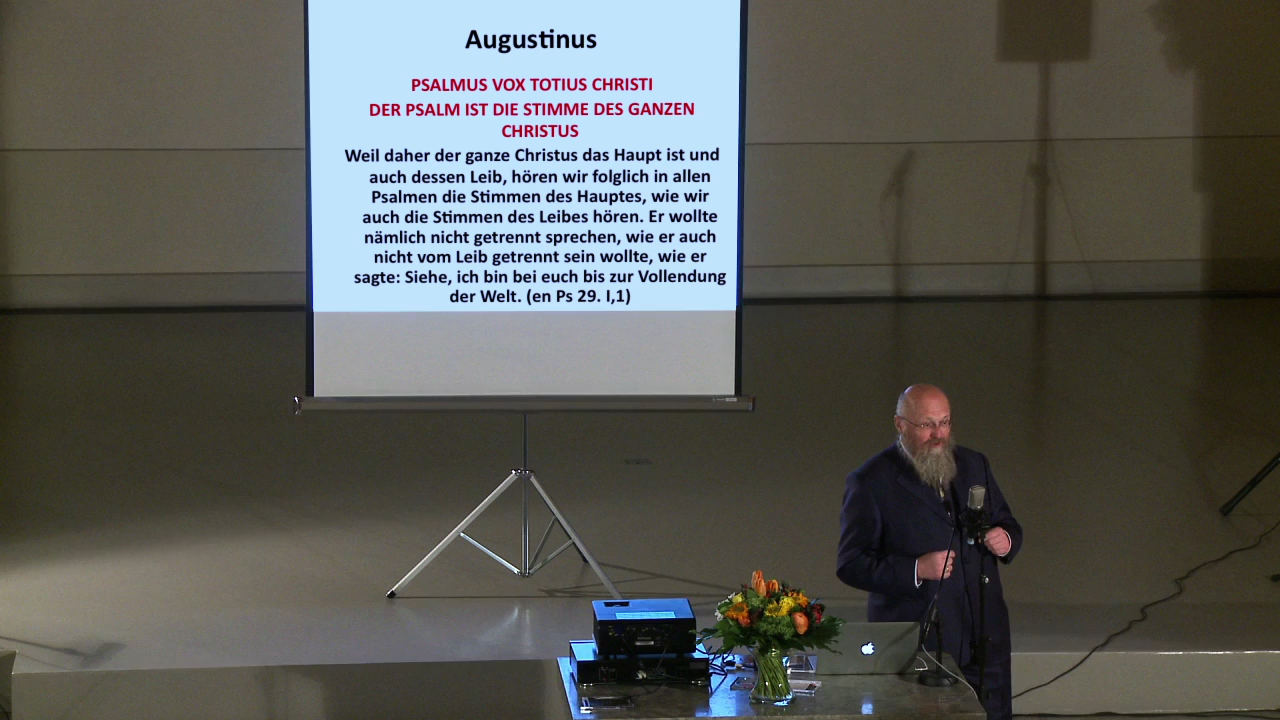 Augustinus
PSALMUS VOX TOTIUS CHRISTI
DER PSALM IST DIE STIMME DES GANZEN
CHRISTUS
Weil daher der ganze Christus das Haupt ist und
auch dessen Leib, hören wir folglich in allen
Psalmen die Stimmen des Hauptes, wie wir
auch die Stimmen des Leibes hören. Er wollte
nämlich nicht getrennt sprechen, wie er auch
nicht vom Leib getrennt sein wollte, wie er
sagte: Siehe, ich bin bei euch bis zur Vollendung
der Welt. (en Ps 29. I,1)